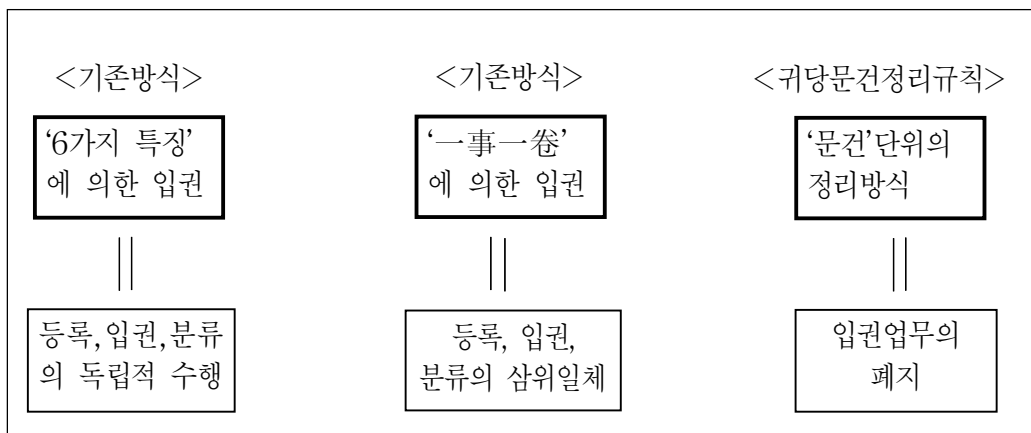 <기존방식>
‘6가지 특징’
에 의한 입권
등록,입권,분류
의 독립적 수행
<기존방식>
‘一事一卷’
에 의한 입권
등록, 입권,
분류의 삼위일체
<귀당문건정리규칙>
‘문건’단위의
정리방식
입권업무의
폐지